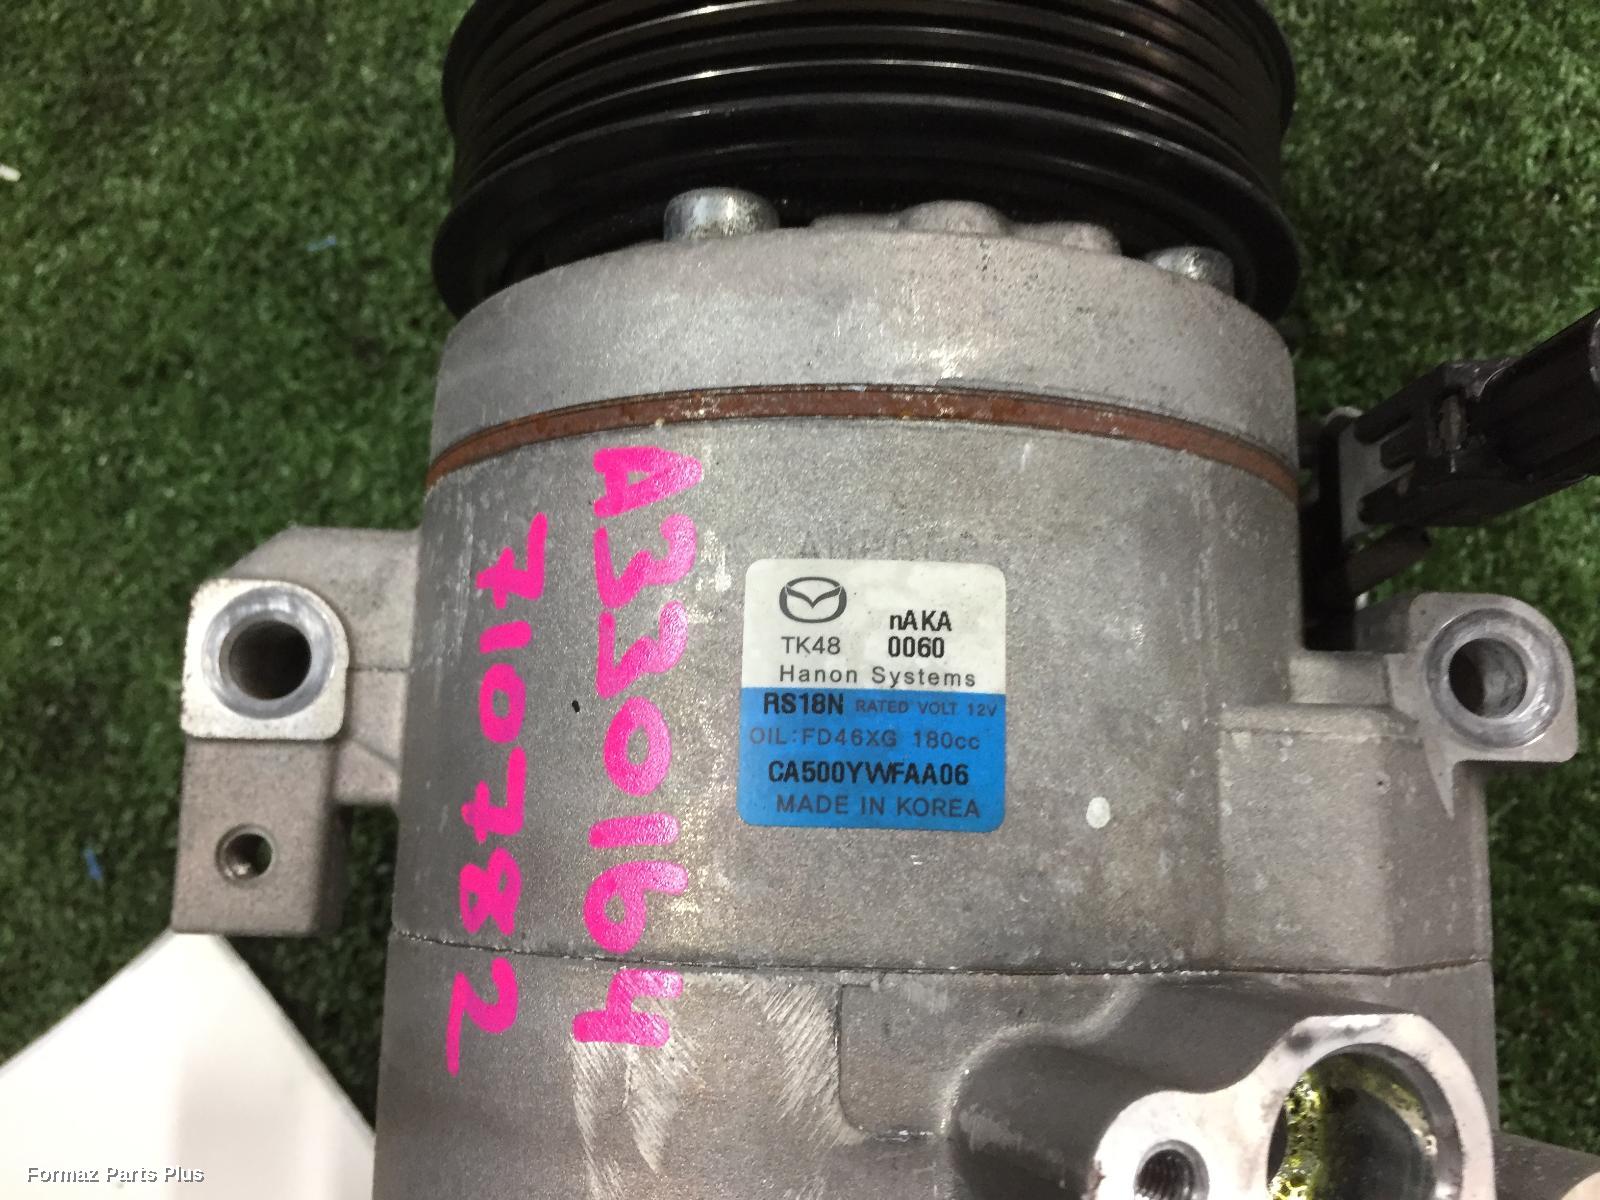 A330164
710782
nAKA
TK48 0060
Hanon Systems
RS18N RATED VOLT 12V
OIL:FD46XG 180cc
CA500YWFAA06
MADE IN KOREA
Formaz Parts Plus